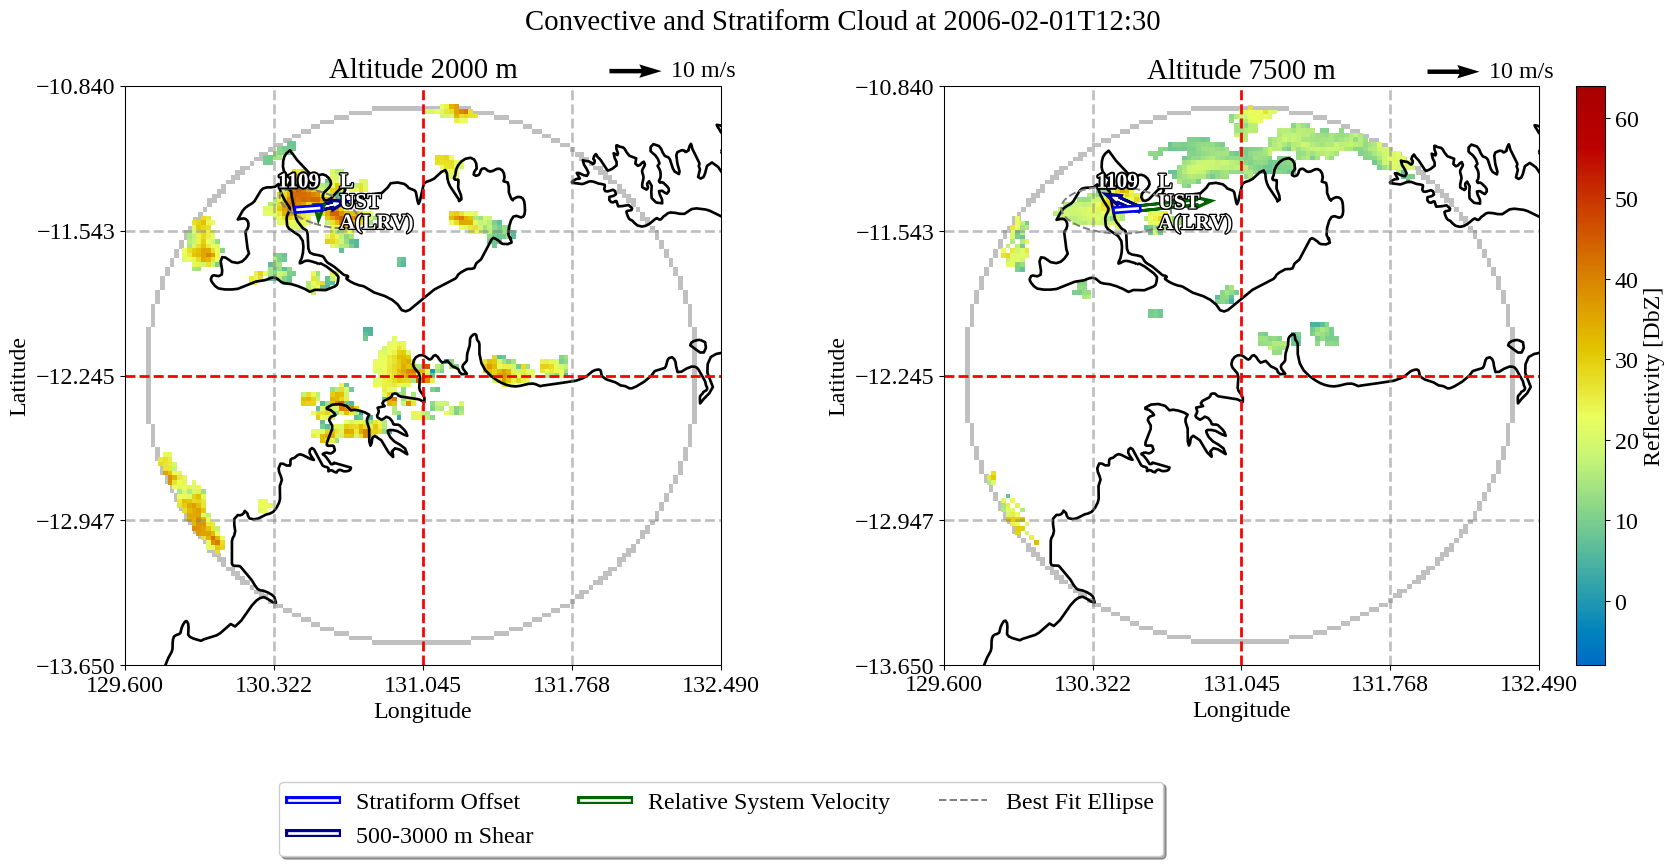 Convective and Stratiform Cloud at 2006-02-01T12:30
Altitude 2000 m
10 m/s
−10.840
−11.543
−12.245
−12.947
−13.650
129.600
130.322
131.045
131.768
132.490
Longitude
Latitude
1109
L
UST
A(LRV)
Altitude 7500 m
10 m/s
−10.840
−11.543
−12.245
−12.947
−13.650
129.600
130.322
131.045
131.768
132.490
Longitude
Latitude
1109
L
UST
A(LRV)
60
50
40
30
20
10
0
Reflectivity [DbZ]
Stratiform Offset
500-3000 m Shear
Relative System Velocity
Best Fit Ellipse